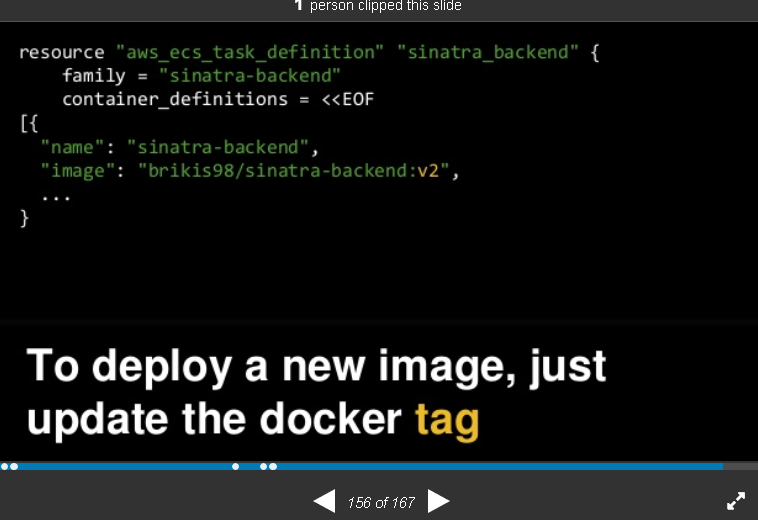 1 person clipped this slide
resource "aws_ecs_task_definition" "sinatra_backend" {
    family = "sinatra-backend"
    container_definitions = <<EOF
[{
  "name": "sinatra-backend",
  "image": "brikis98/sinatra-backend:v2",
  ...
}
To deploy a new image, just
update the docker tag
156 of 167